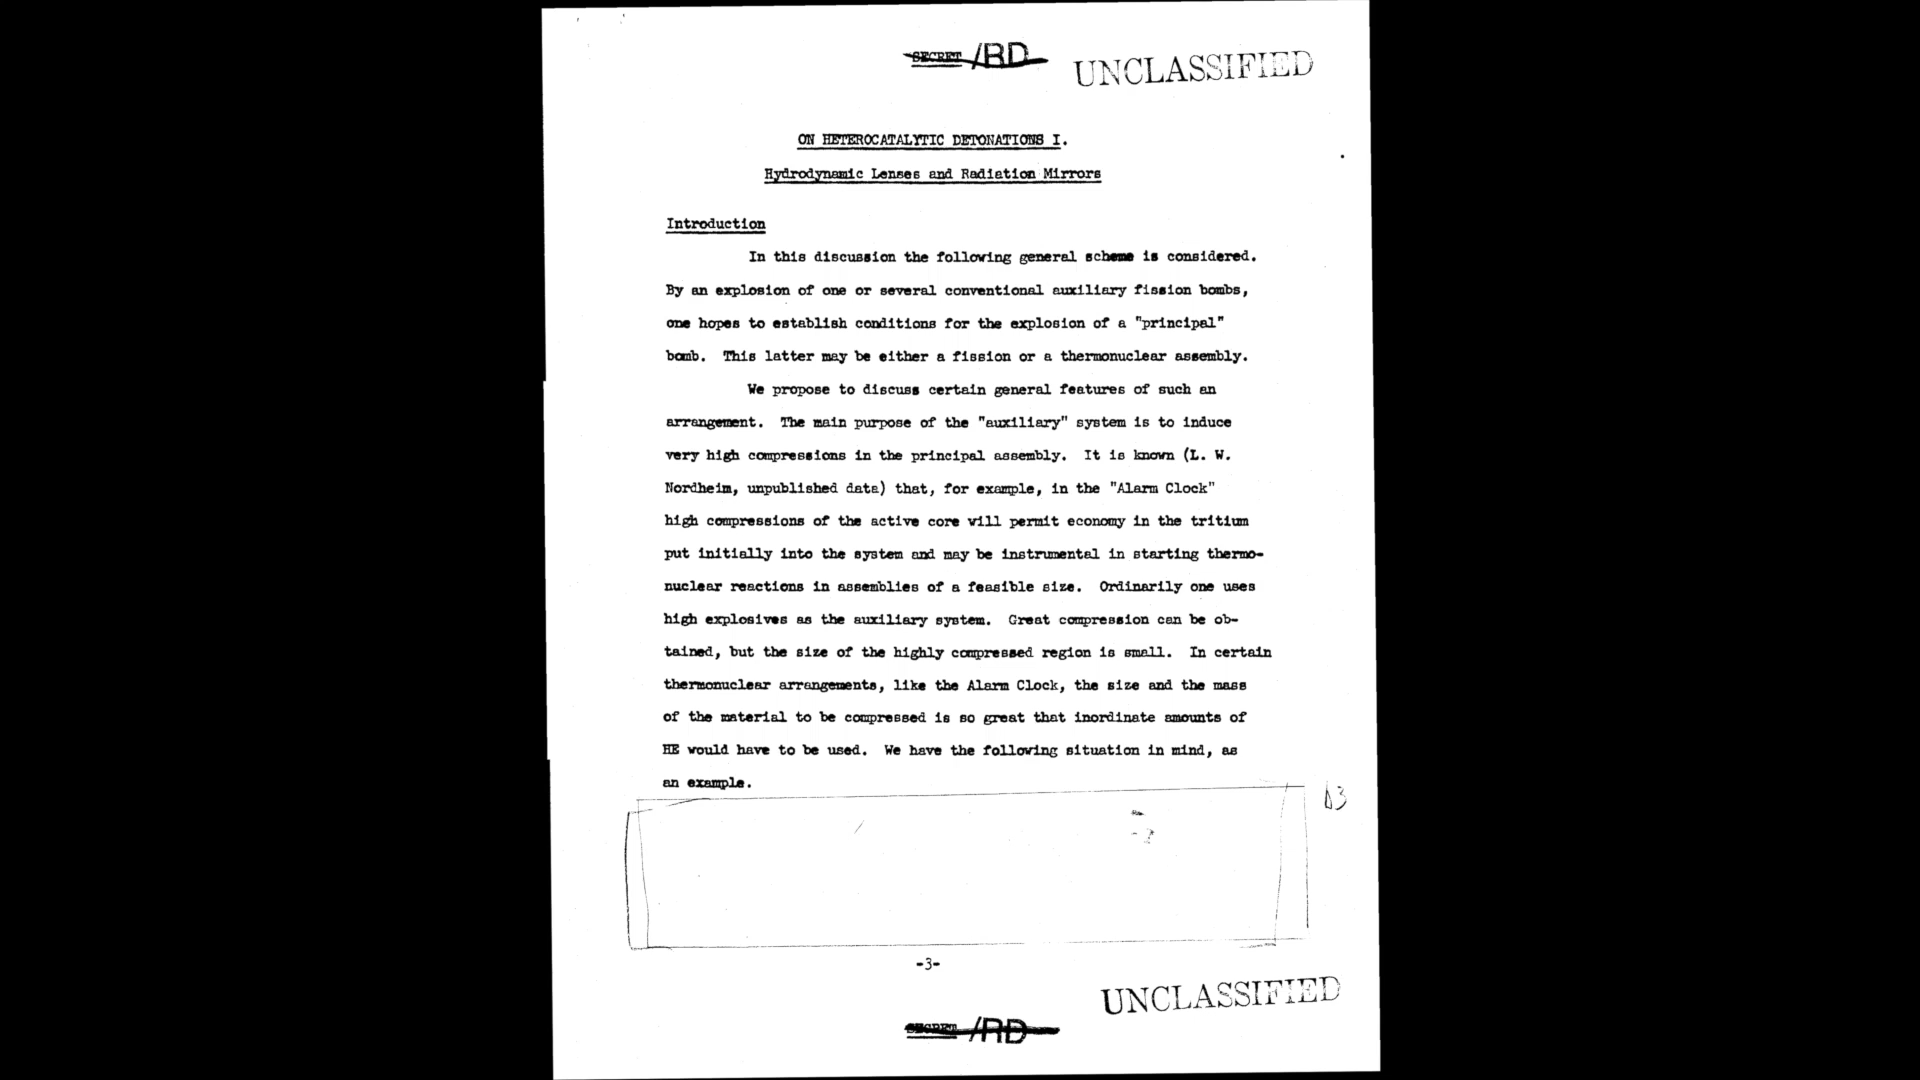 SECRET /RD
UNCLASSIFIED
ON HETEROCATALYTIC DETONATIONS I.
Hydrodynamic Lenses and Radiation Mirrors
Introduction
In this discussion the following general scheme is considered.
By an explosion of one or several conventional auxiliary fission bombs,
one hopes to establish conditions for the explosion of a "principal"
bomb. This latter may be either a fission or a thermonuclear assembly.
We propose to discuss certain general features of such an
arrangement. The main purpose of the "auxiliary" system is to induce
very high compressions in the principal assembly. It is known (L. W.
Nordheim, unpublished data) that, for example, in the "Alarm Clock"
high compressions of the active core will permit economy in the tritium
put initially into the system and may be instrumental in starting thermo-
nuclear reactions in assemblies of a feasible size. Ordinarily one uses
high explosives as the auxiliary system. Great compression can be ob-
tained, but the size of the highly compressed region is small. In certain
thermonuclear arrangements, like the Alarm Clock, the size and the mass
of the material to be compressed is so great that inordinate amounts of
HE would have to be used. We have the following situation in mind, as
an example.
b3
-3-
UNCLASSIFIED
SECRET /RD